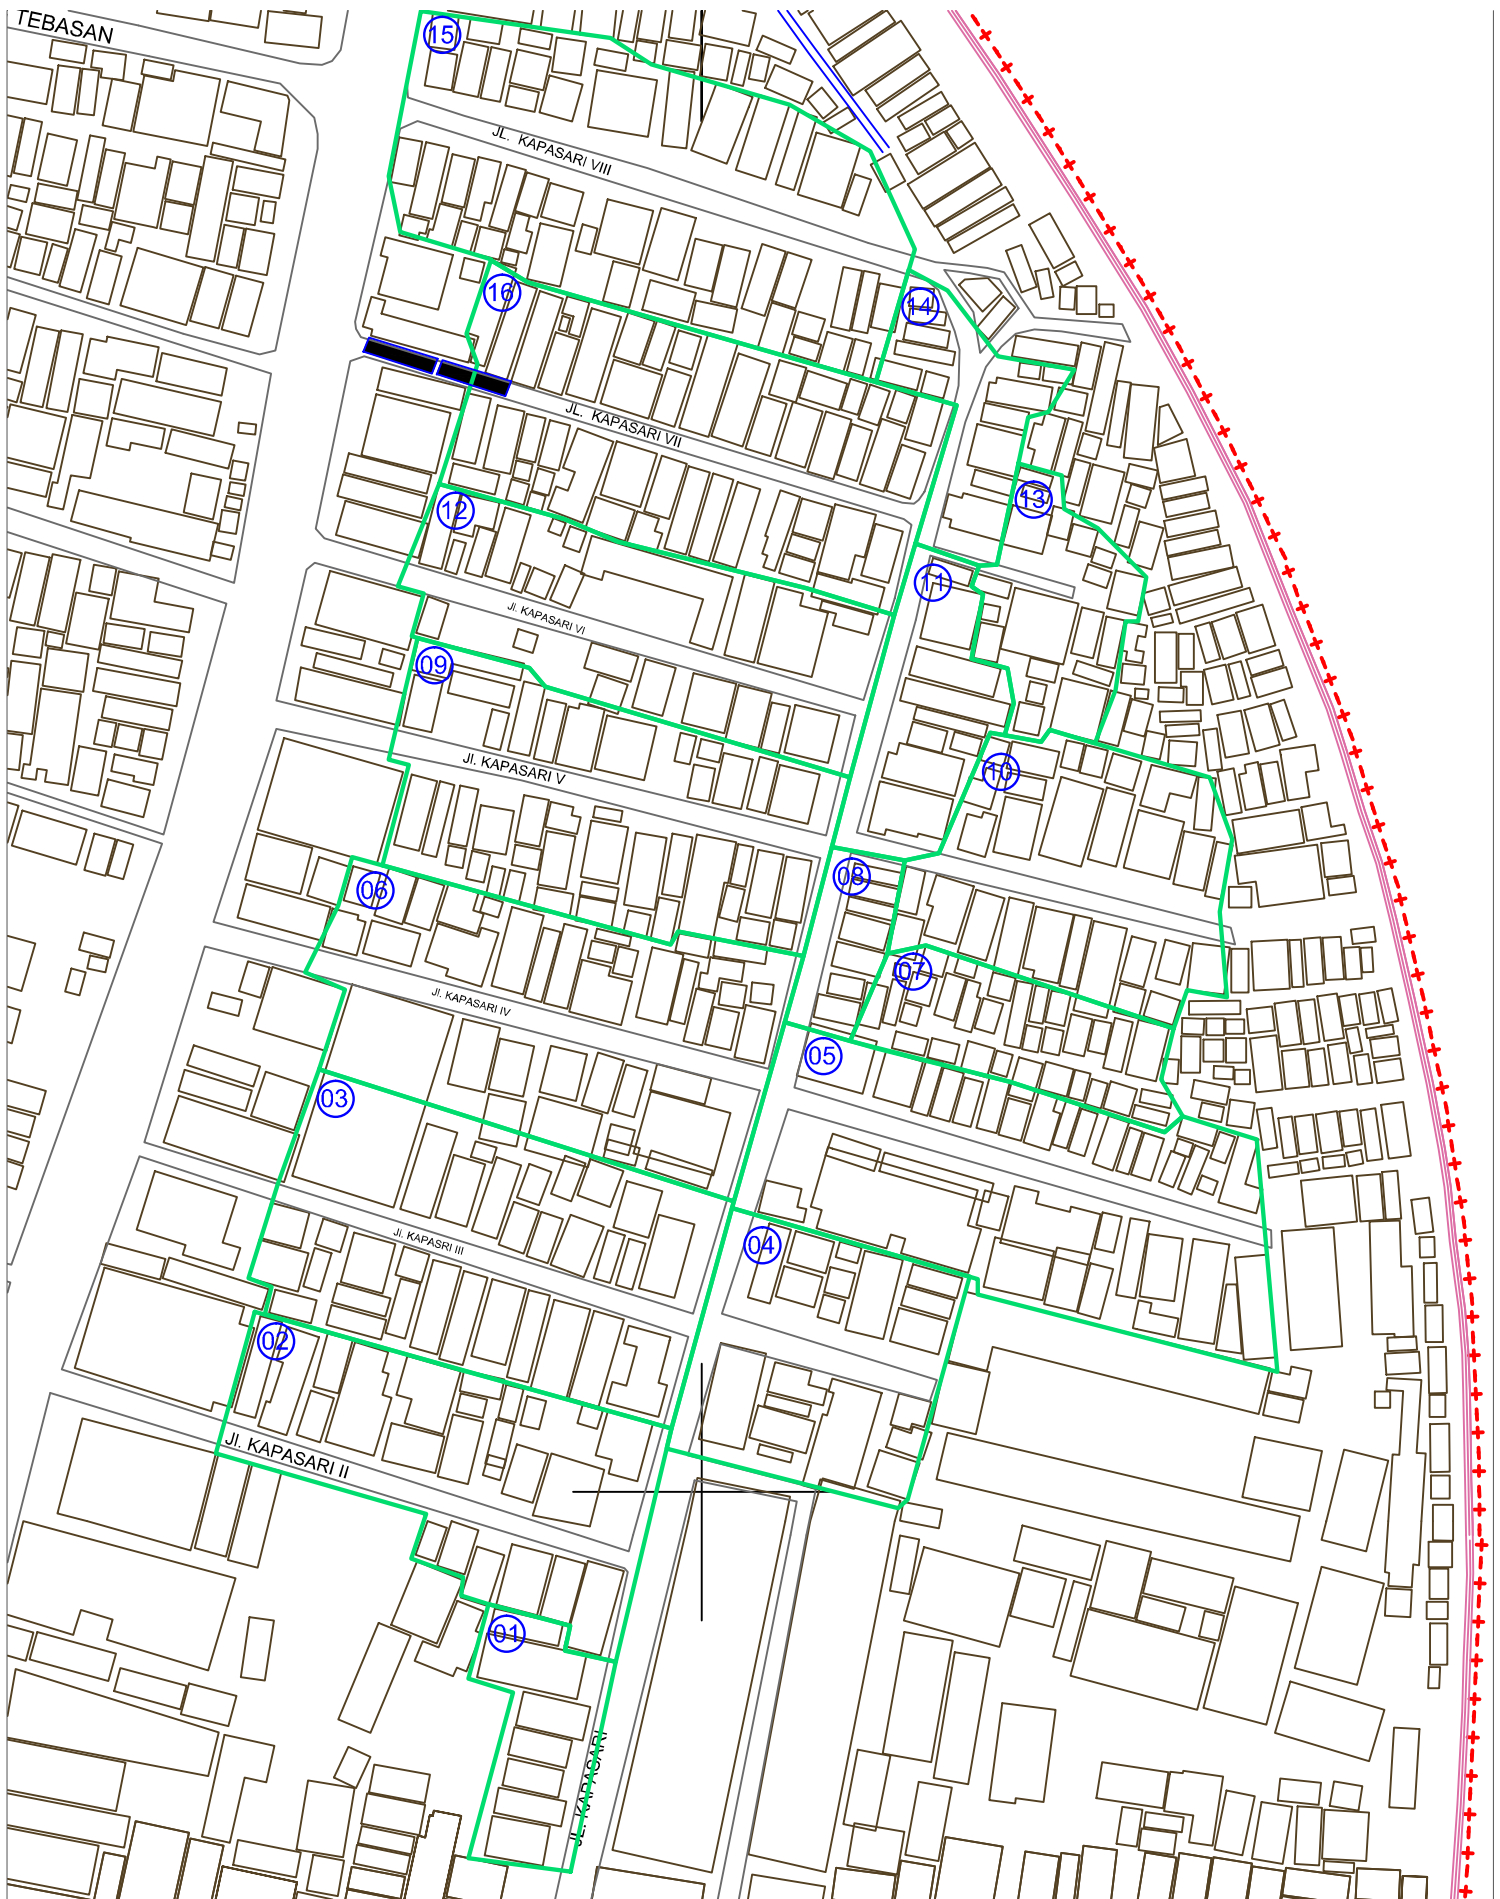 TEBASAN
15
JL. KAPASARI VIII
16
14
JL. KAPASARI VII
12
13
11
Jl. KAPASARI VI
09
Jl. KAPASARI V
10
06
08
07
Jl. KAPASARI IV
05
03
Jl. KAPASRI III
04
02
Jl. KAPASARI II
01
JL. KAPASARI